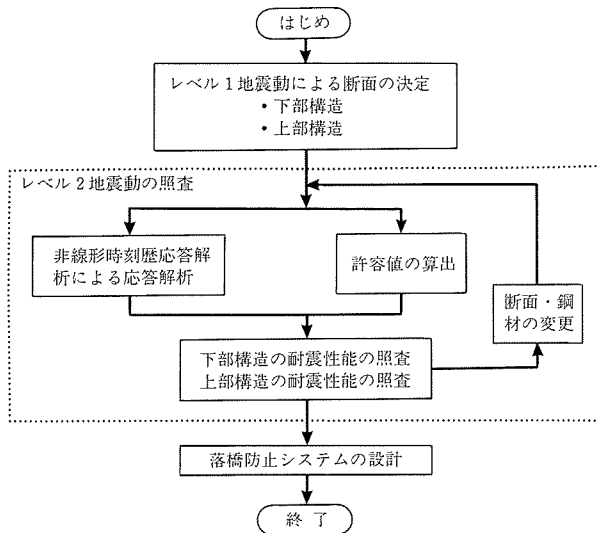 はじめ
レベル1地震動による断面の決定
・下部構造
・上部構造
レベル2地震動の照査
非線形時刻歴応答解
析による応答解析
許容値の算出
断面・鋼
材の変更
下部構造の耐震性能の照査
上部構造の耐震性能の照査
落橋防止システムの設計
終 了